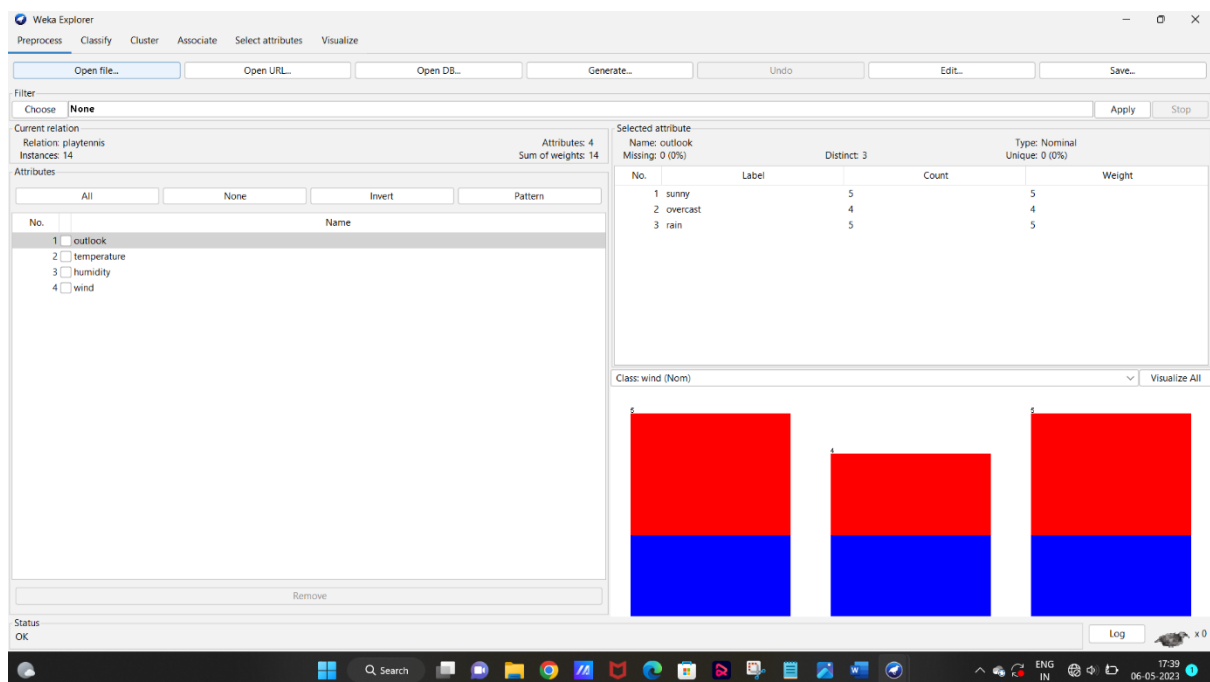 Weka Explorer
Preprocess Classify Cluster Associate Select attributes Visualize
Open file... Open URL... Open DB... Generate... Undo Edit... Save...
Filter
Choose None Apply Stop
Current relation
Relation: playtennis Attributes: 4
Instances: 14 Sum of weights: 14
Attributes
All None Invert Pattern
No. Name
1 outlook
2 temperature
3 humidity
4 wind
Remove
Selected attribute
Name: outlook Type: Nominal
Missing: 0 (0%) Distinct: 3 Unique: 0 (0%)
No. Label Count Weight
1 sunny 5 5
2 overcast 4 4
3 rain 5 5
Class: wind (Nom) Visualize All
5 4 5
Status
OK Log x 0
Search ENG 17:39
IN 06-05-2023 1